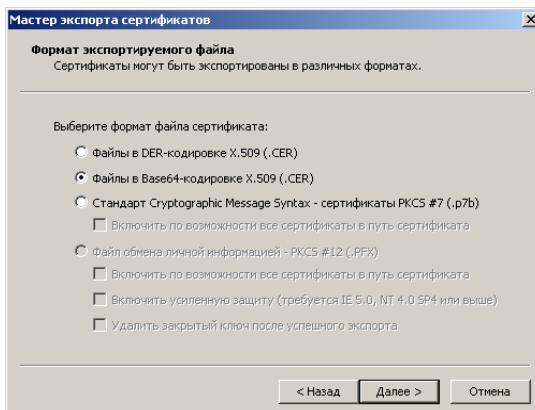 Мастер экспорта сертификатов
Формат экспортируемого файла
Сертификаты могут быть экспортированы в различных форматах.
Выберите формат файла сертификата:
Файлы в DER-кодировке X.509 (.CER)
Файлы в Base64-кодировке X.509 (.CER)
Стандарт Cryptographic Message Syntax - сертификаты PKCS #7 (.p7b)
Включить по возможности все сертификаты в путь сертификата
Файл обмена личной информацией - PKCS #12 (.PFX)
Включить по возможности все сертификаты в путь сертификата
Включить усиленную защиту (требуется IE 5.0, NT 4.0 SP4 или выше)
Удалить закрытый ключ после успешного экспорта
< Назад Далее > Отмена